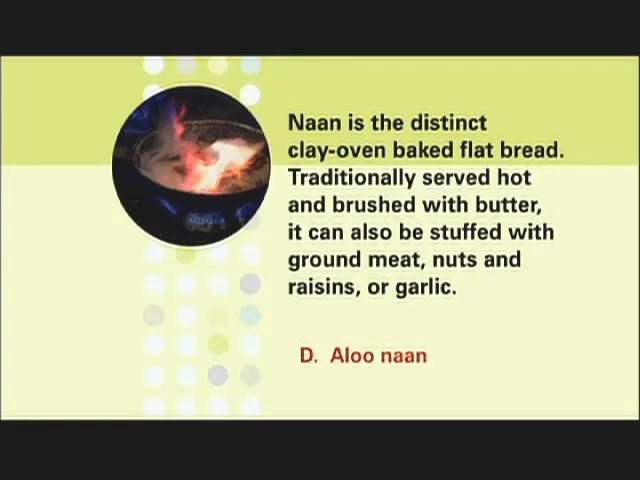 Naan is the distinct
clay-oven baked flat bread.
Traditionally served hot
and brushed with butter,
it can also be stuffed with
ground meat, nuts and
raisins, or garlic.
D. Aloo naan